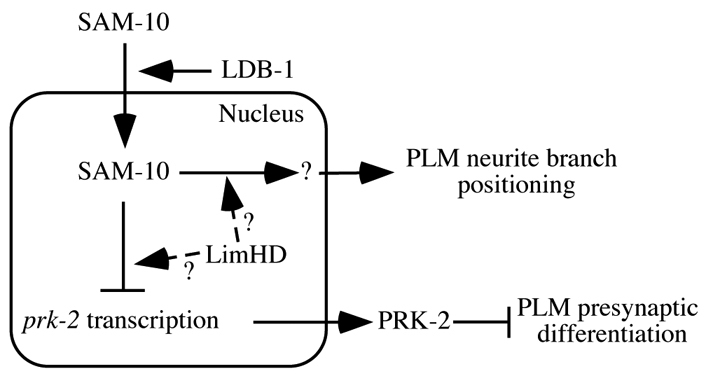 SAM-10
LDB-1
Nucleus
SAM-10
?
PLM neurite branch
positioning
?
LimHD
?
prk-2 transcription
PRK-2
PLM presynaptic
differentiation